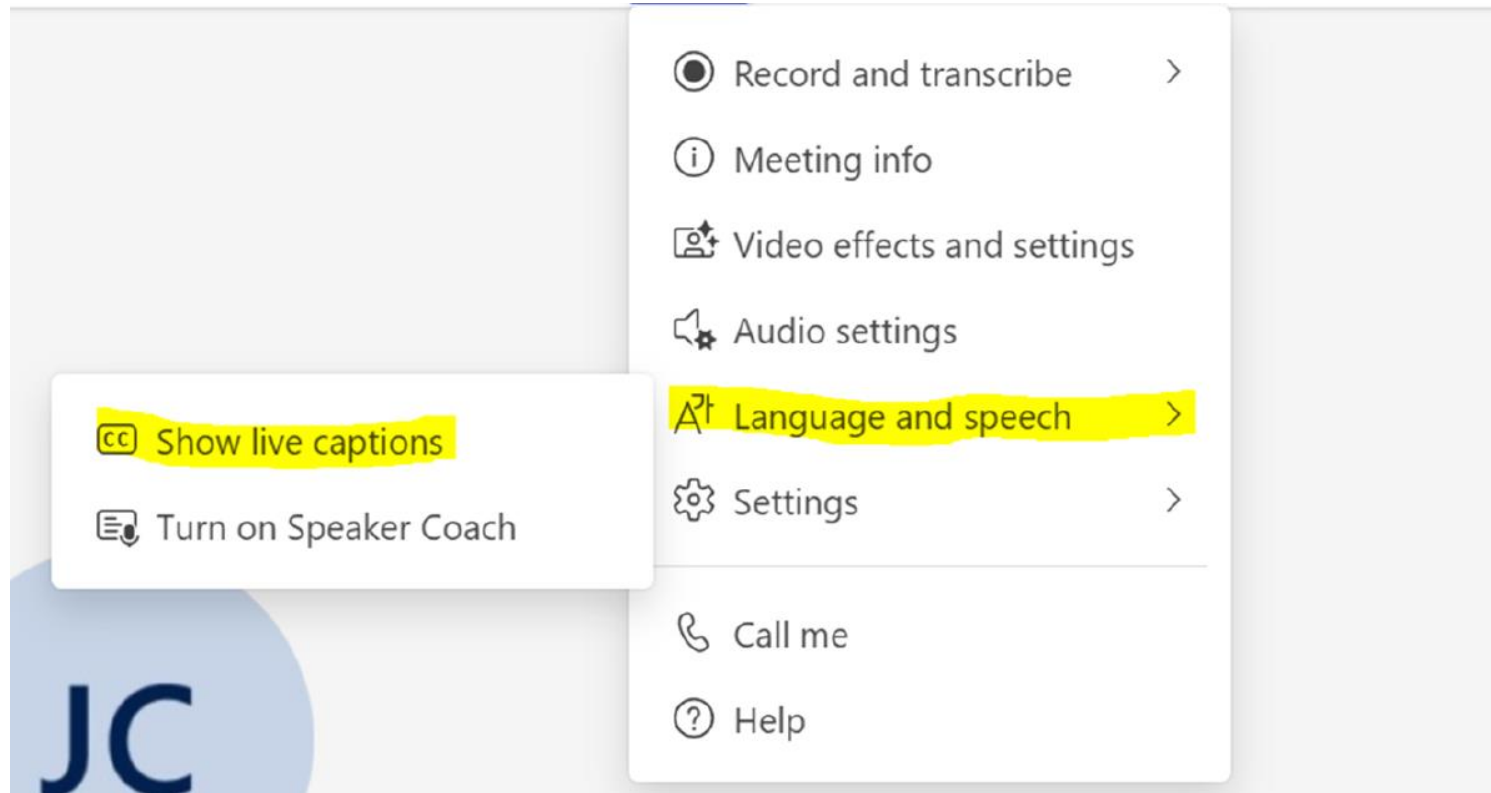 Record and transcribe
Meeting info
Video effects and settings
Audio settings
Language and speech
Settings
Call me
Help
CC Show live captions
Turn on Speaker Coach
JC